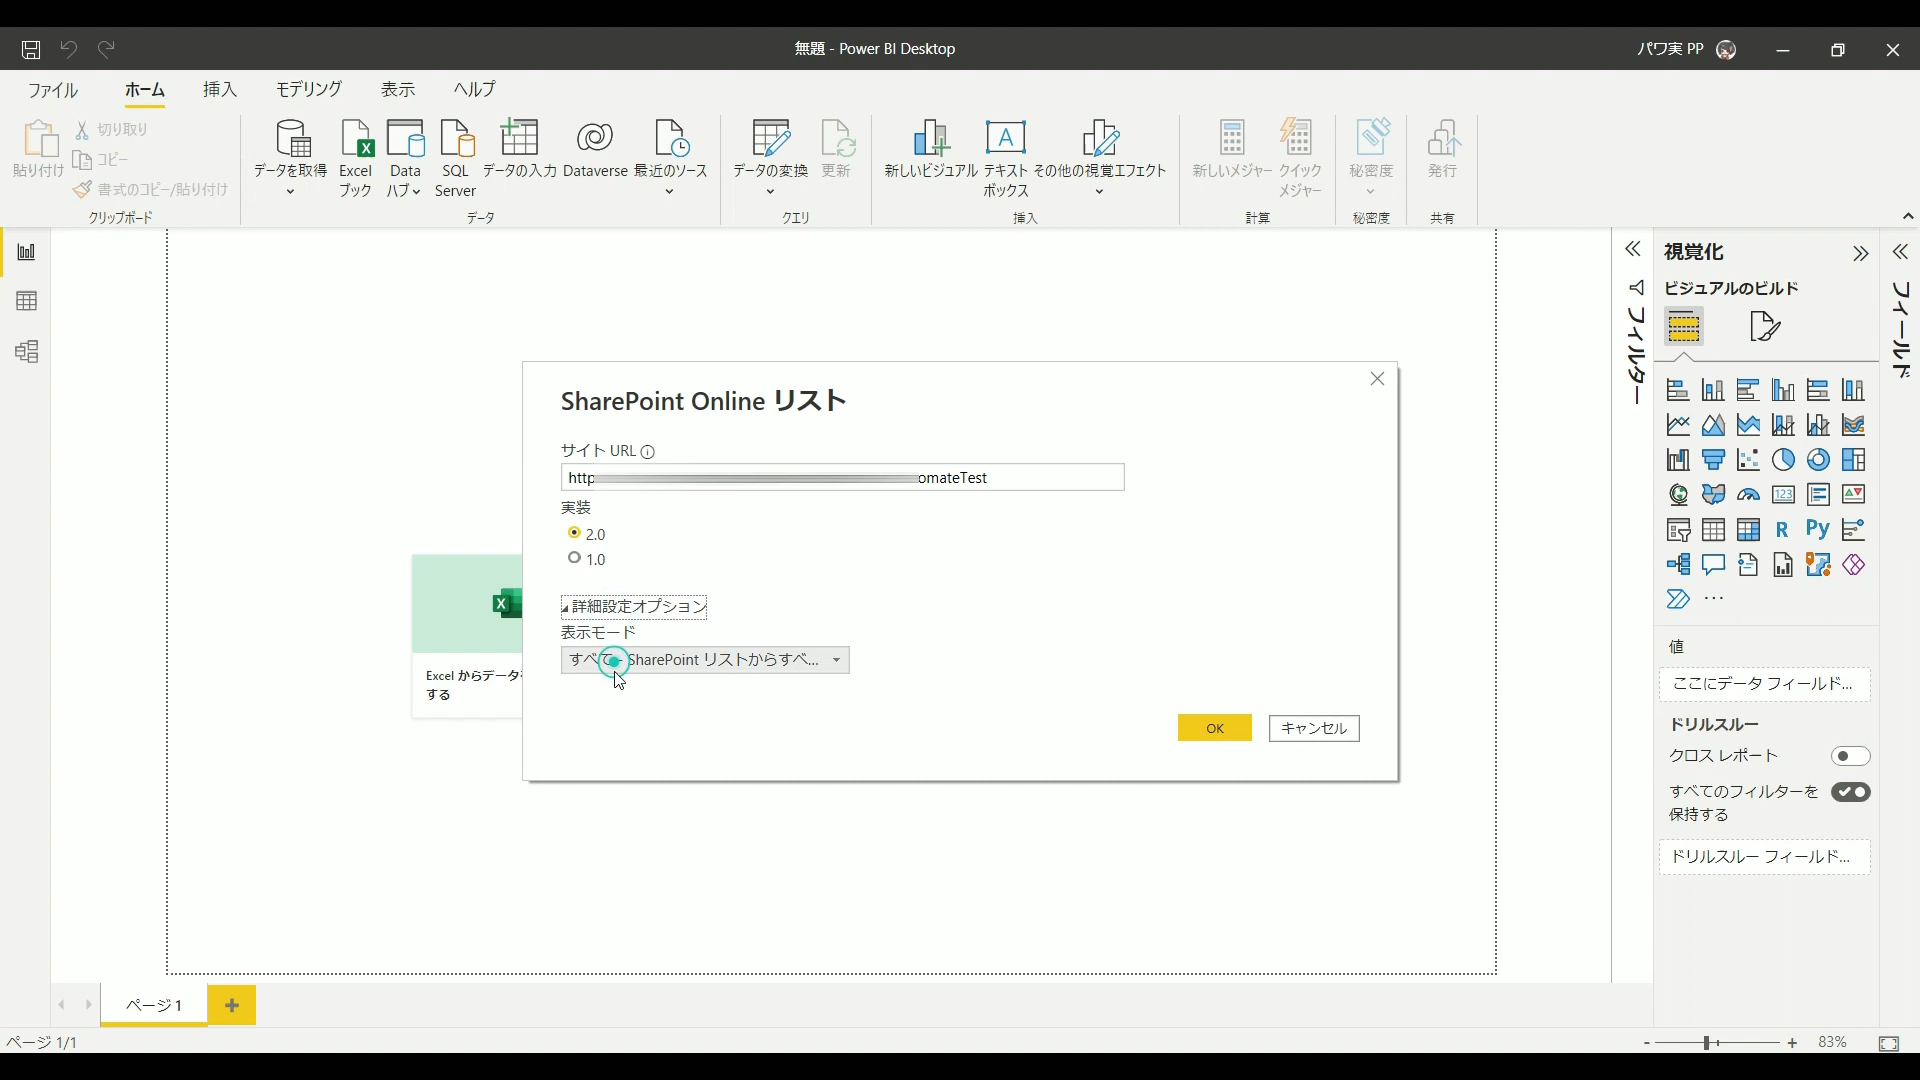 無題 - Power BI Desktop
パワ実 PP
ファイル
ホーム
挿入
モデリング
表示
ヘルプ
貼り付け
切り取り
コピー
書式のコピー/貼り付け
クリップボード
データを取得
Excel
ブック
Data
ハブ
SQL
Server
データの入力
Dataverse
最近のソース
データ
データの変換
更新
クエリ
新しいビジュアル
テキスト
ボックス
その他の視覚エフェクト
挿入
新しいメジャー
クイック
メジャー
計算
秘密度
秘密度
発行
共有
SharePoint Online リスト
サイト URL
http
omateTest
実装
2.0
1.0
詳細設定オプション
表示モード
すべて - SharePoint リストからすべ...
OK
キャンセル
Excel からデータ
する
フィルター
視覚化
ビジュアルのビルド
123
R
Py
値
ここにデータ フィールド...
ドリルスルー
クロス レポート
すべてのフィルターを
保持する
ドリルスルー フィールド...
フィールド
ページ 1
ページ 1/1
83%